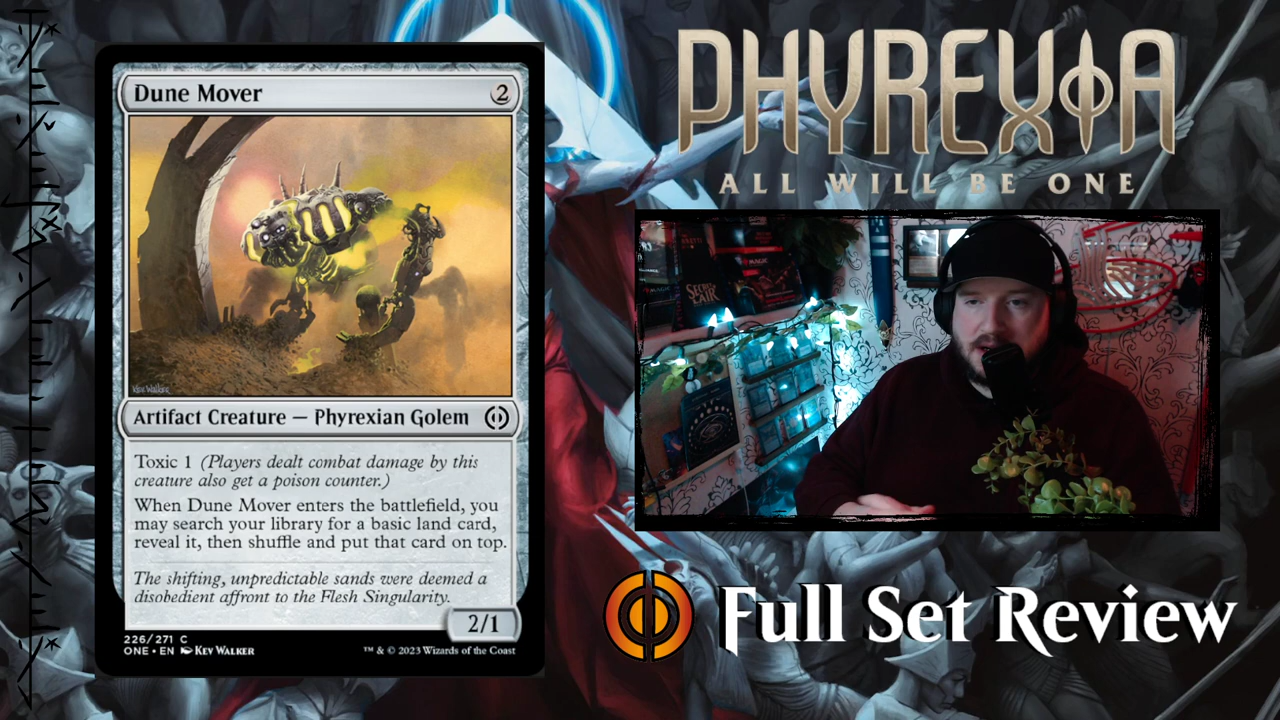 Dune Mover 2
Kev Walker
Artifact Creature — Phyrexian Golem
Toxic 1 (Players dealt combat damage by this
creature also get a poison counter.)
When Dune Mover enters the battlefield, you
may search your library for a basic land card,
reveal it, then shuffle and put that card on top.
The shifting, unpredictable sands were deemed a
disobedient affront to the Flesh Singularity.
2/1
226/271 C
ONE • EN Kev Walker
™ & © 2023 Wizards of the Coast
PHYREXIA
ALL WILL BE ONE
MAGIC
SECRET
LAIR
Full Set Review